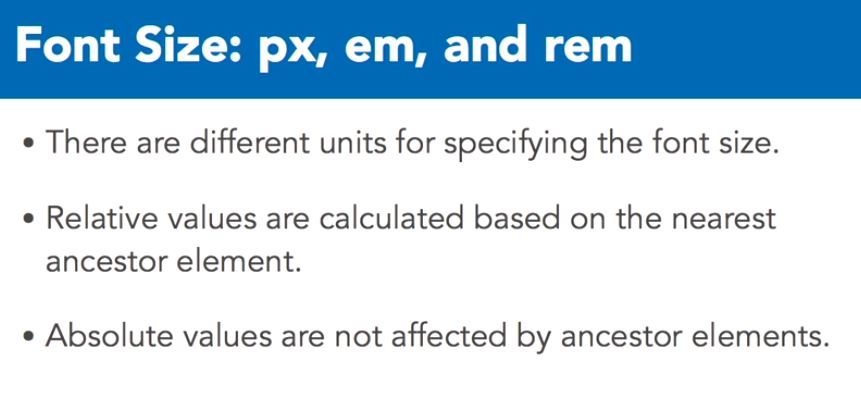 Font Size: px, em, and rem
• There are different units for specifying the font size.
• Relative values are calculated based on the nearest
ancestor element.
• Absolute values are not affected by ancestor elements.